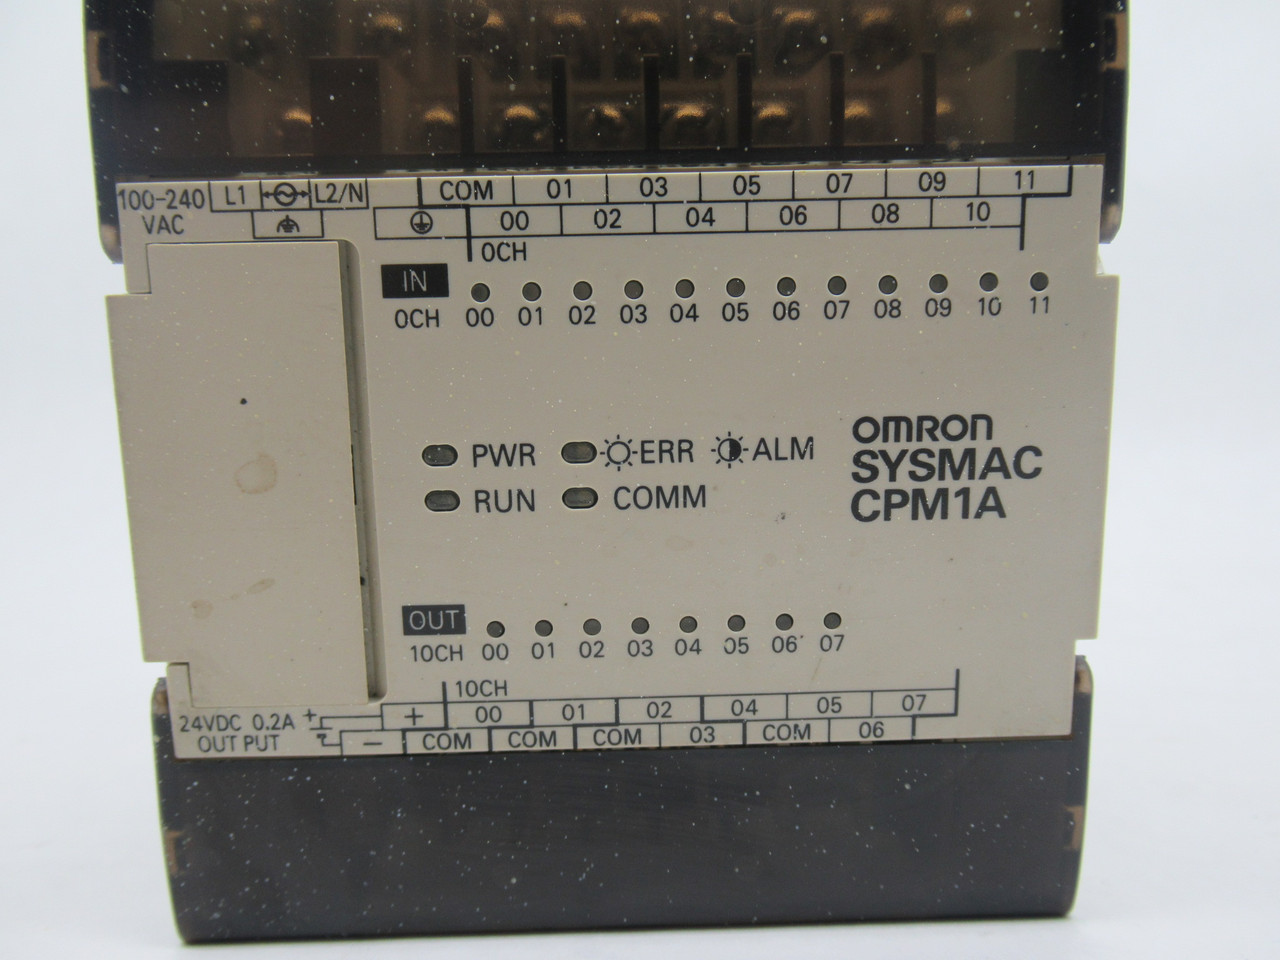 100-240 L1 L2/N COM 01 03 05 07 09 11
VAC 00 02 04 06 08 10
0CH
IN
0CH 00 01 02 03 04 05 06 07 08 09 10 11
PWR ERR ALM
RUN COMM
OMRON
SYSMAC
CPM1A
OUT
10CH 00 01 02 03 04 05 06 07
10CH
24VDC 0.2A + + 00 01 02 04 05 07
OUTPUT - - COM COM COM 03 COM 06